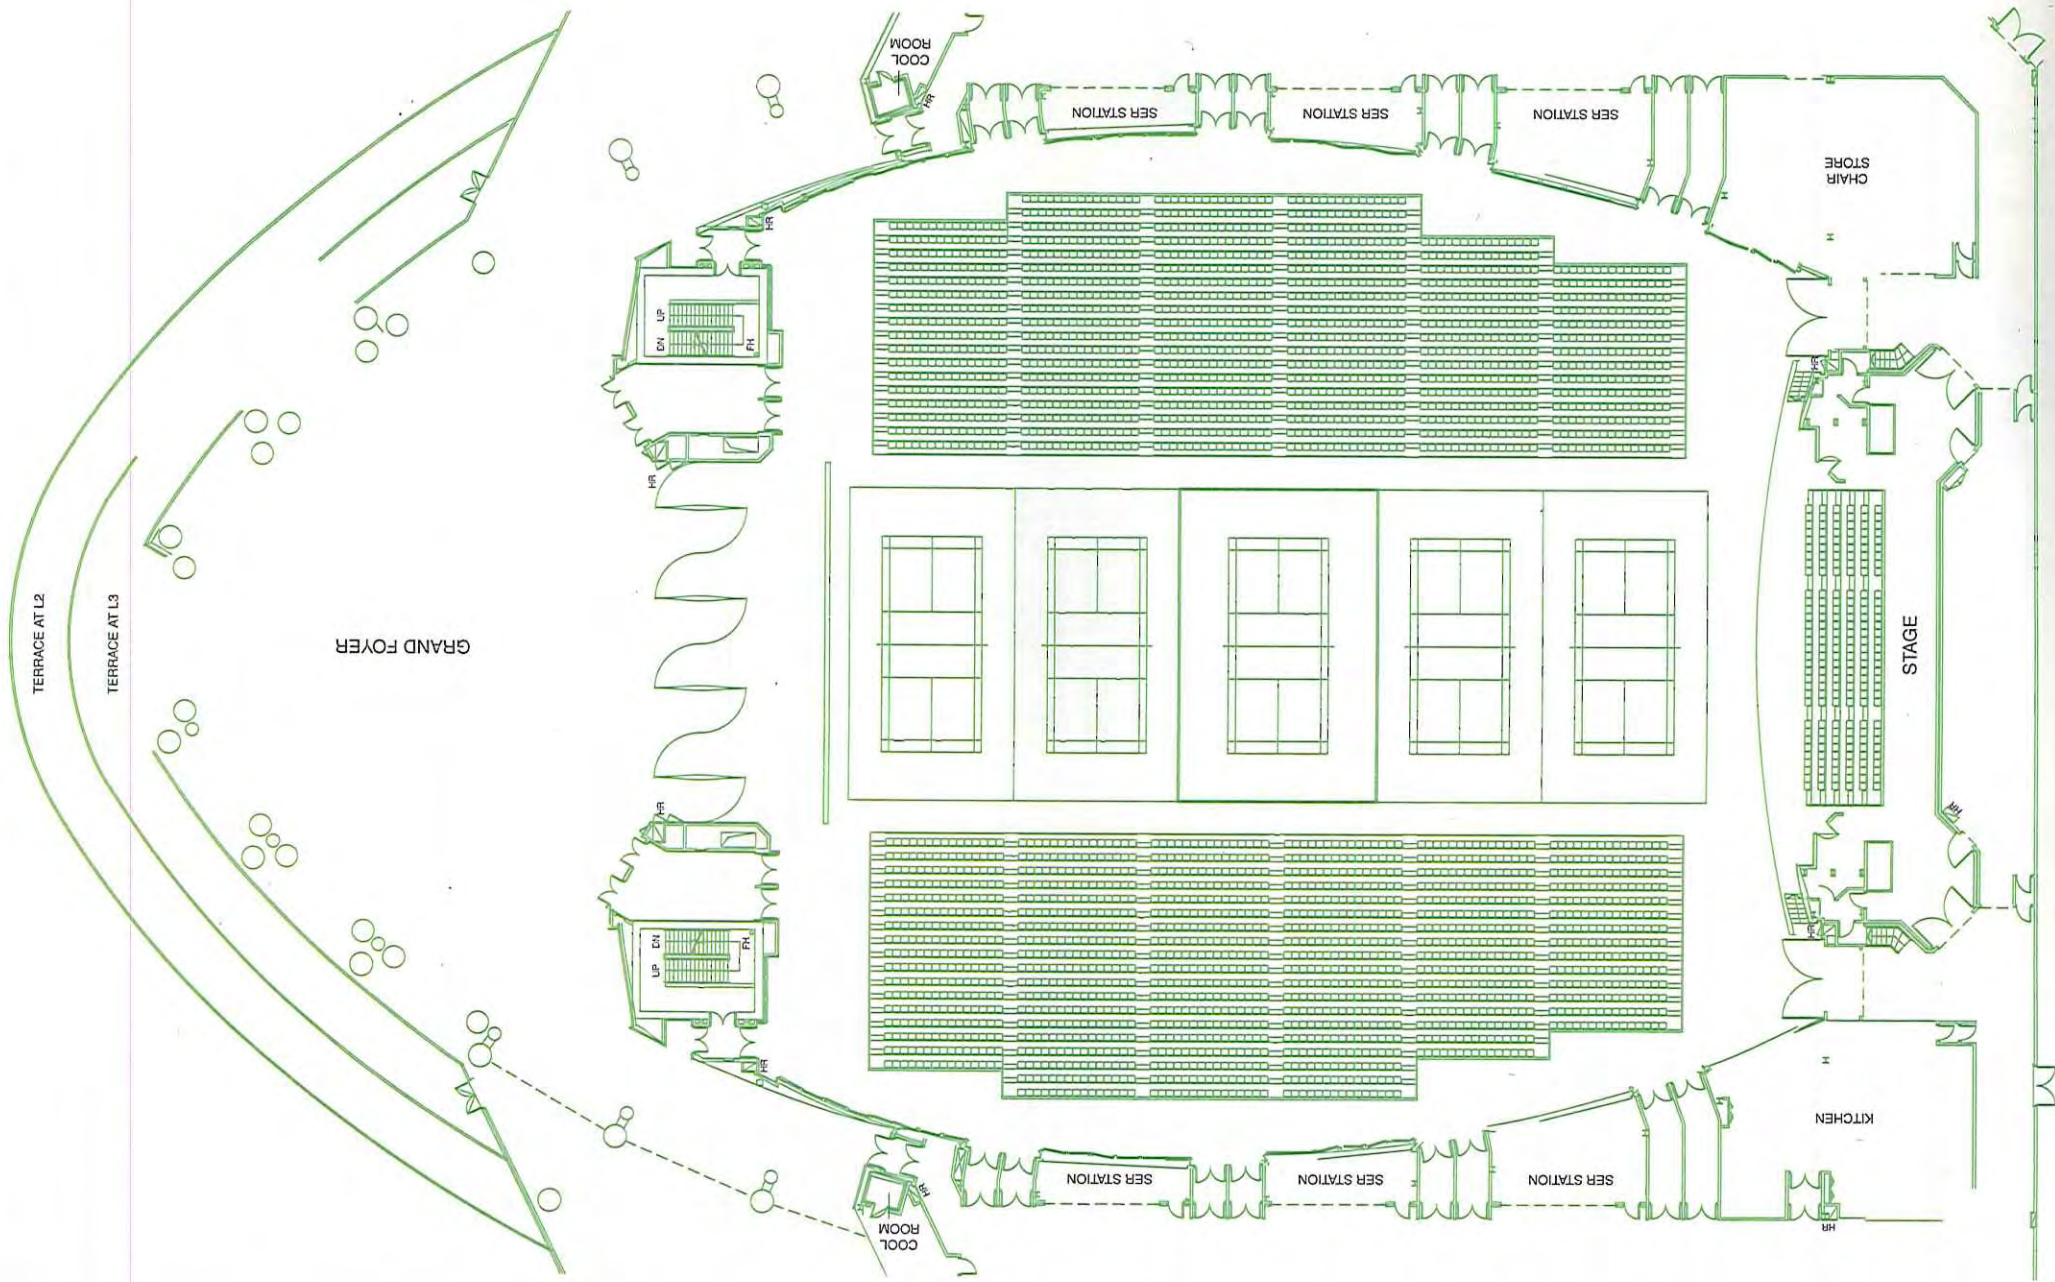 COOL
ROOM
HR
SER STATION
SER STATION
SER STATION
CHAIR
STORE
HR
UP
DN
FH
HR
HR
TERRACE AT L2
TERRACE AT L3
GRAND FOYER
STAGE
HR
HR
HR
DN
UP
FH
HR
HR
SER STATION
SER STATION
SER STATION
KITCHEN
HR
COOL
ROOM
HR